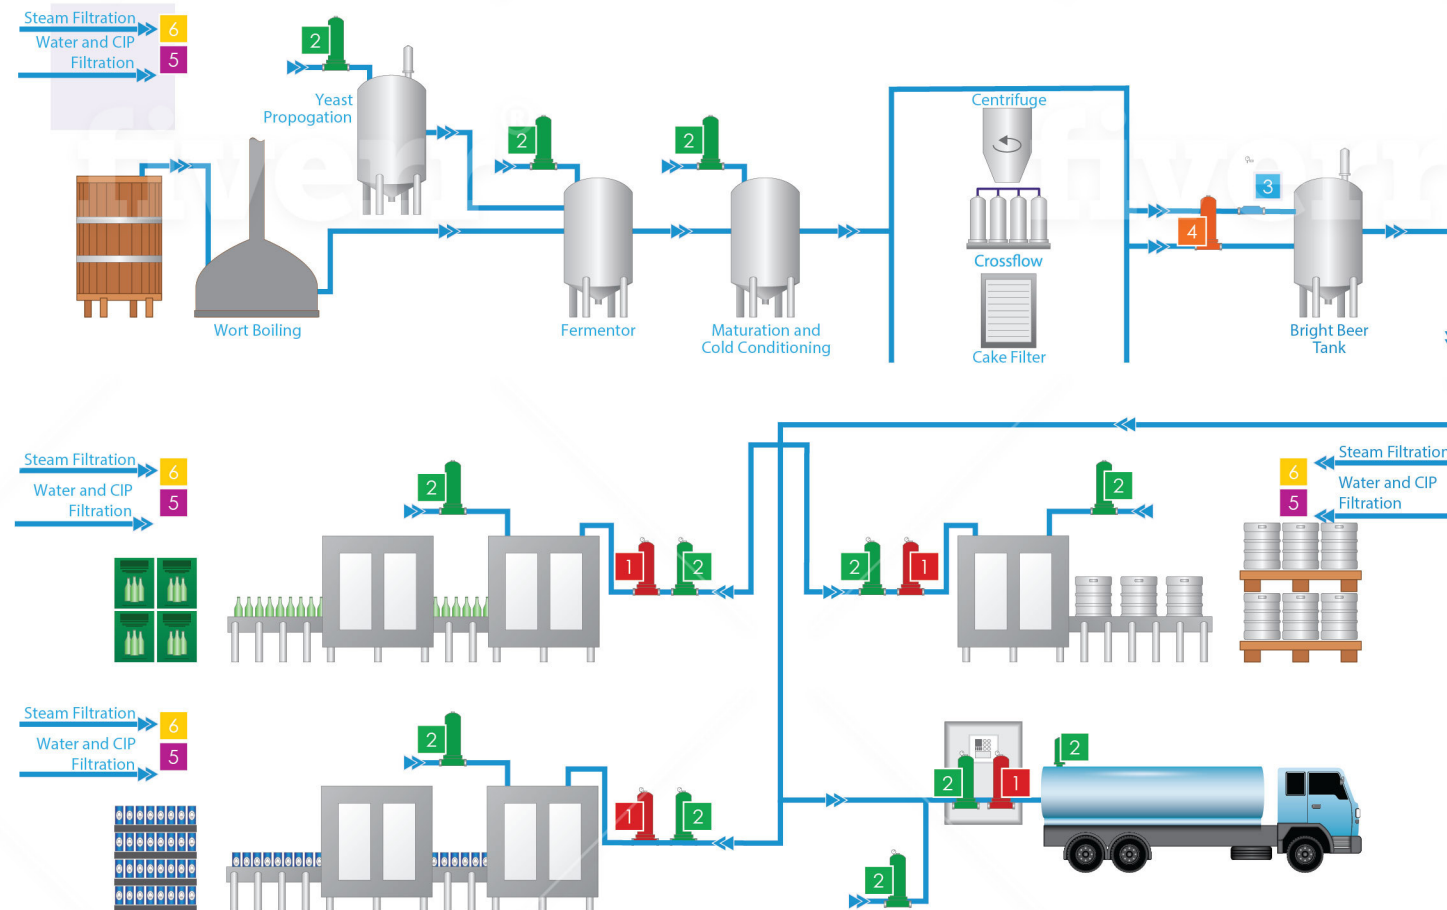 Steam Filtration
6
Water and CIP
Filtration
5
2
Yeast
Propogation
2
2
Wort Boiling
Fermentor
Maturation and
Cold Conditioning
Centrifuge
Crossflow
Cake Filter
3
4
Bright Beer
Tank
fiverr
fiverr
Steam Filtration
6
Water and CIP
Filtration
5
2
1
2
2
1
2
Steam Filtration
6
Water and CIP
Filtration
5
Steam Filtration
6
Water and CIP
Filtration
5
2
1
2
2
1
2
2